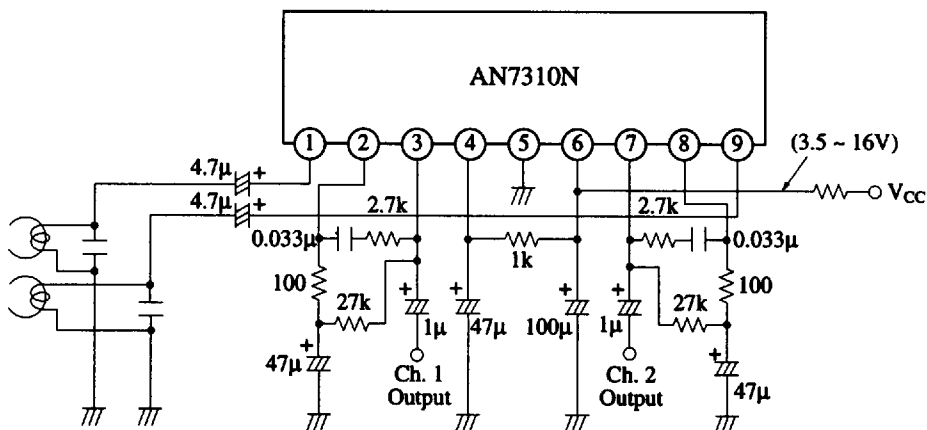 AN7310N
1 2 3 4 5 6 7 8 9
(3.5 ~ 16V)
4.7μ +
4.7μ +
VCC
2.7k
2.7k
0.033μ
0.033μ
1k
100
100
27k
27k
+ + + +
1μ
47μ
100μ
1μ
+
+
47μ
47μ
Ch. 1
Output
Ch. 2
Output